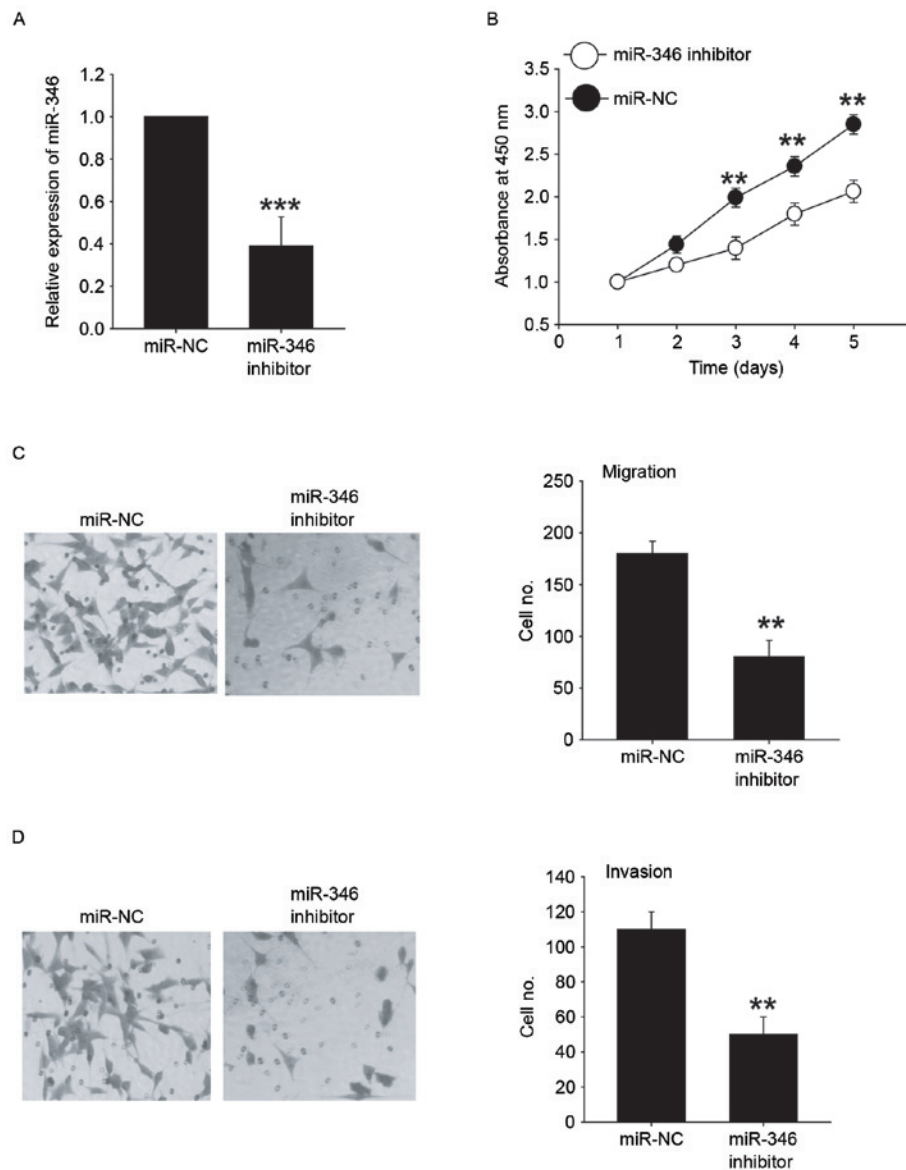 A
Relative expression of miR-346
1.2
1.0
0.8
0.6
0.4
0.2
0.0
***
miR-NC
miR-346
inhibitor
B
miR-346 inhibitor
miR-NC
Absorbance at 450 nm
3.5
3.0
2.5
2.0
1.5
1.0
0.5
**
**
**
0 1 2 3 4 5
Time (days)
C
miR-NC
miR-346
inhibitor
Migration
Cell no.
250
200
150
100
50
0
**
miR-NC
miR-346
inhibitor
D
miR-NC
miR-346
inhibitor
Invasion
Cell no.
140
120
100
80
60
40
20
0
**
miR-NC
miR-346
inhibitor